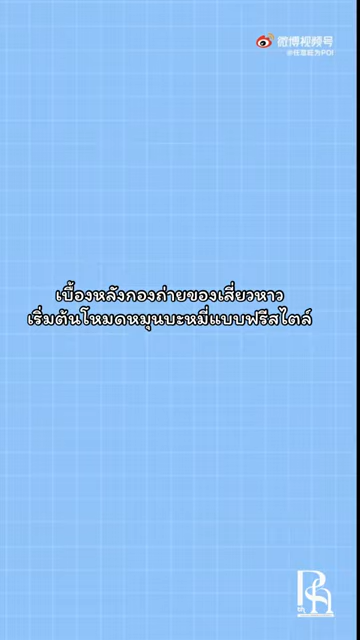 微博视频号
เบื้องหลังกองถ่ายของเสี่ยวหาว
เริ่มต้นโหมดหมุนบะหมี่แบบฟรีสไตล์